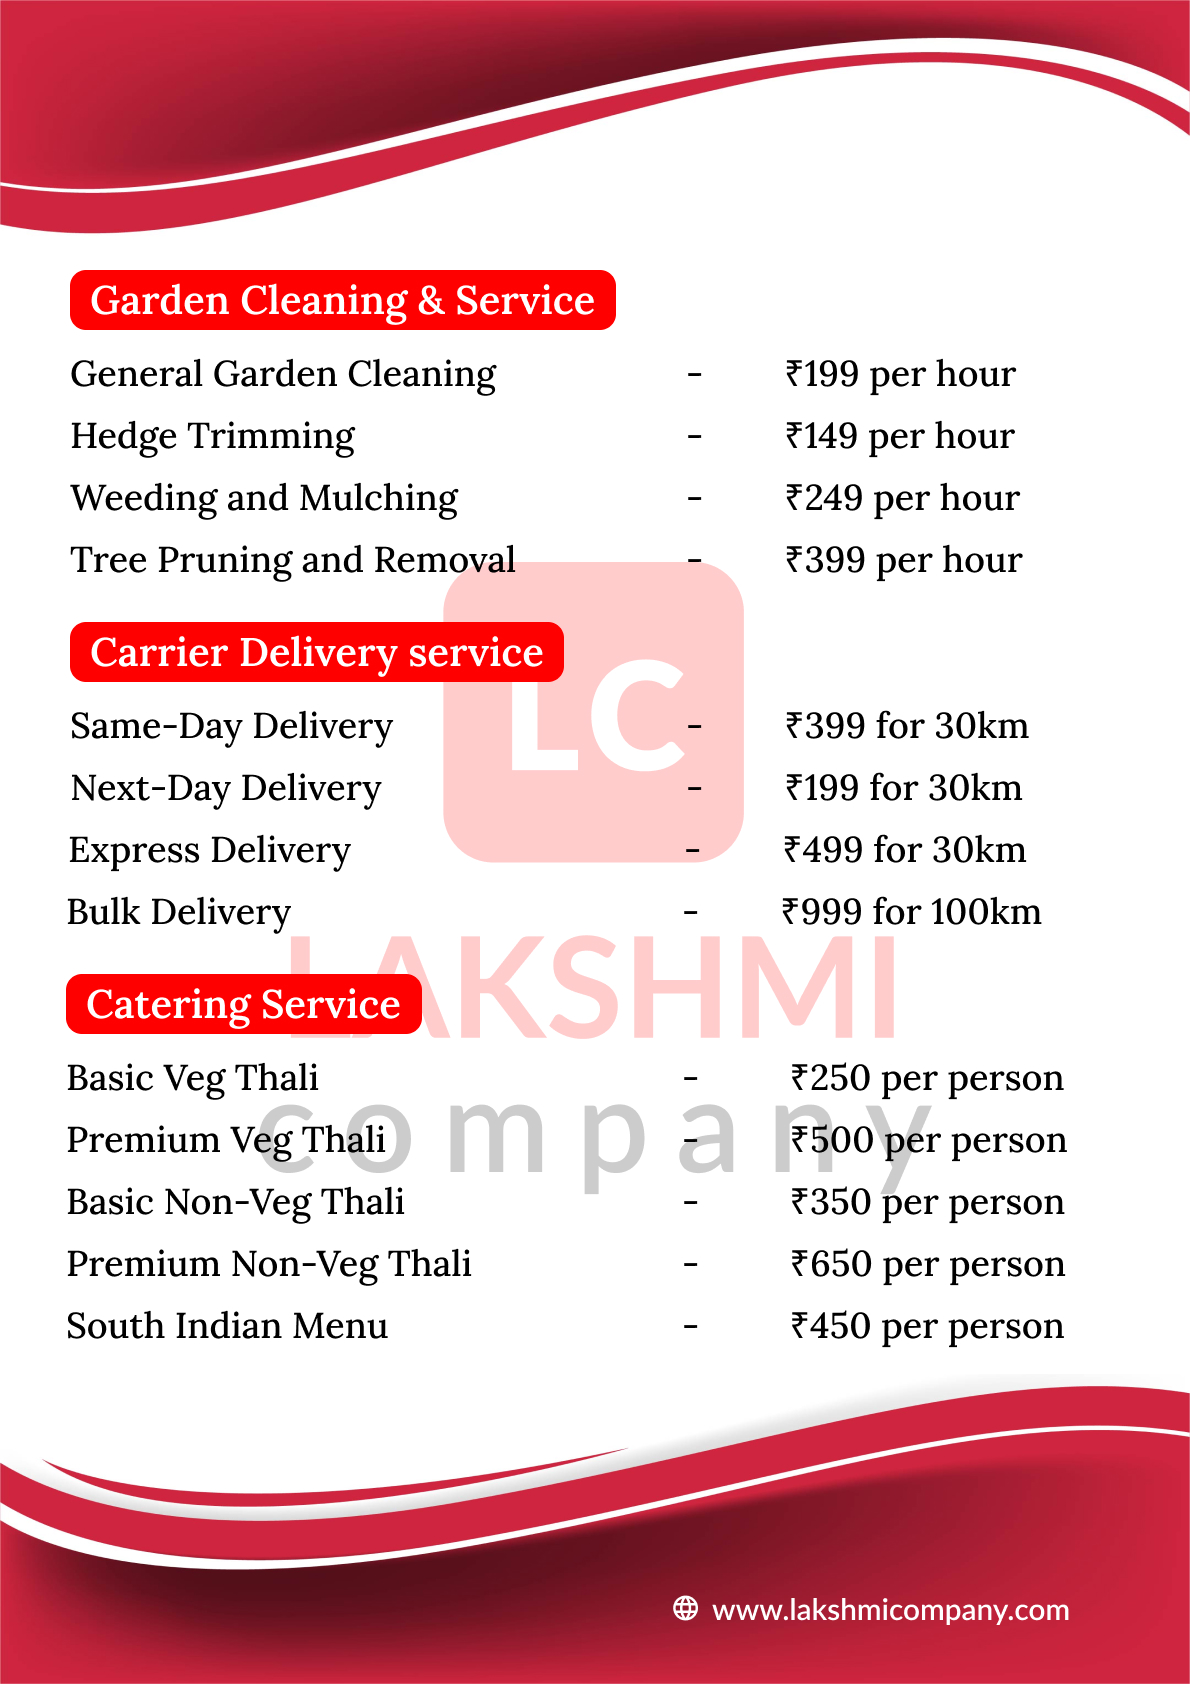 Garden Cleaning & Service
General Garden Cleaning - ₹199 per hour
Hedge Trimming - ₹149 per hour
Weeding and Mulching - ₹249 per hour
Tree Pruning and Removal - ₹399 per hour
Carrier Delivery service
LC
Same-Day Delivery - ₹399 for 30km
Next-Day Delivery - ₹199 for 30km
Express Delivery - ₹499 for 30km
Bulk Delivery - ₹999 for 100km
LAKSHMI
Catering Service
Basic Veg Thali - ₹250 per person
company
Premium Veg Thali - ₹500 per person
Basic Non-Veg Thali - ₹350 per person
Premium Non-Veg Thali - ₹650 per person
South Indian Menu - ₹450 per person
www.lakshmicompany.com